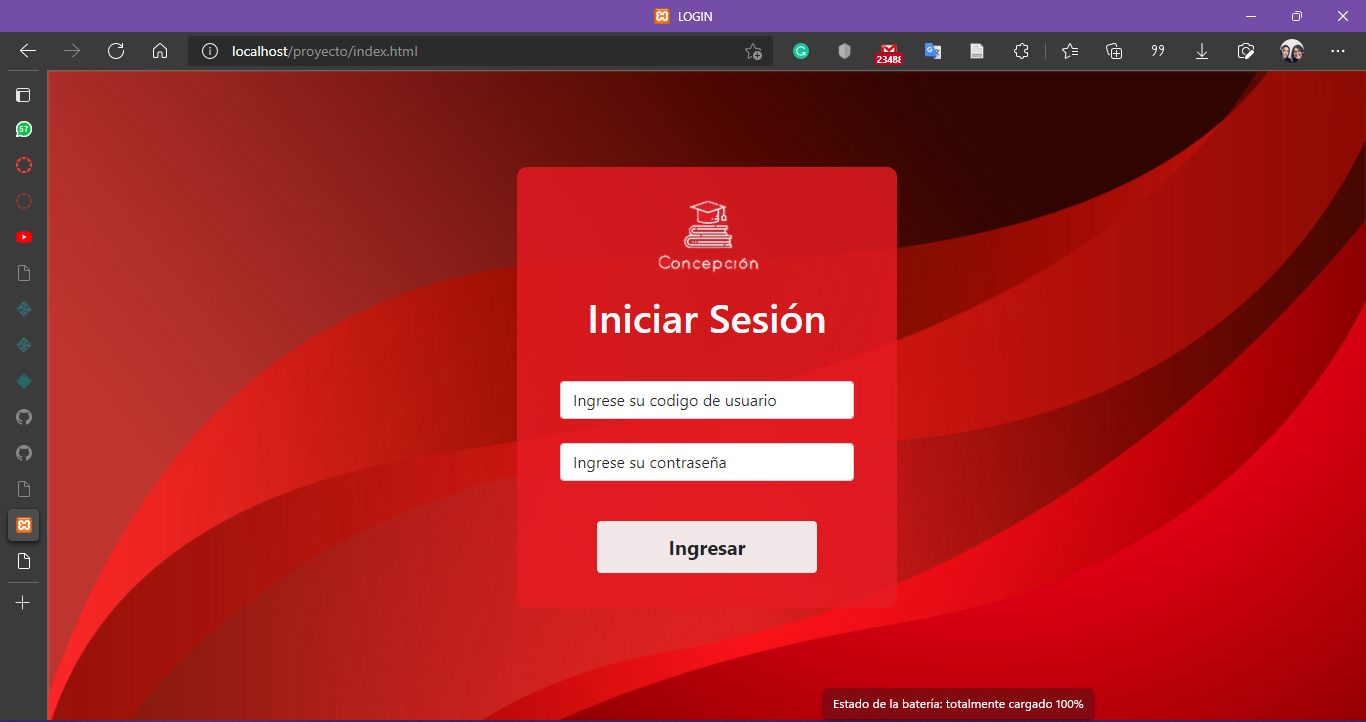 LOGIN
localhost/proyecto/index.html
23488
57
Concepción
Iniciar Sesión
Ingrese su codigo de usuario
Ingrese su contraseña
Ingresar
Estado de la batería: totalmente cargado 100%